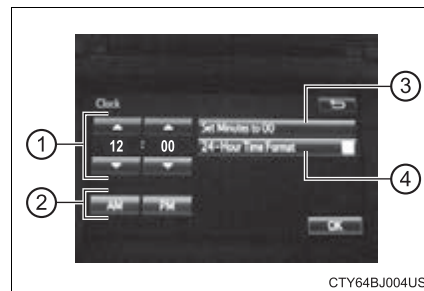 Clock
Set Minutes to 00
12 : 00
24-Hour Time Format
AM PM
OK
1
2
3
4
CTY64BJ004US